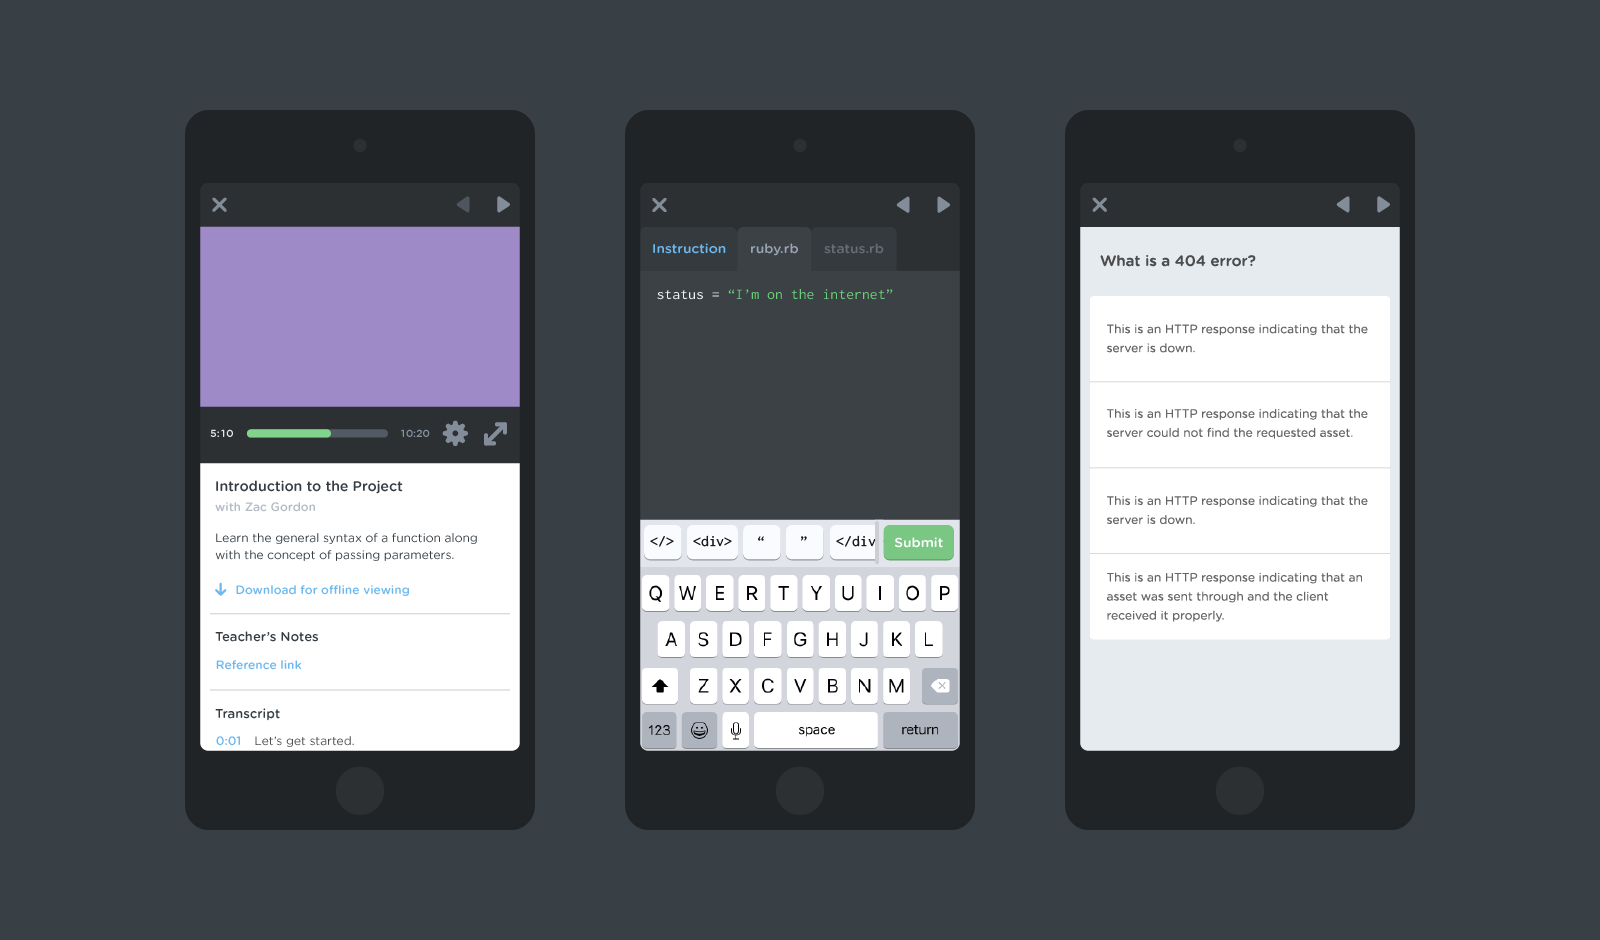 5:10
10:20
Introduction to the Project
with Zac Gordon
Learn the general syntax of a function along
with the concept of passing parameters.
Download for offline viewing
Teacher’s Notes
Reference link
Transcript
0:01 Let’s get started.
Instruction ruby.rb status.rb
status = “I’m on the internet”
</> <div> “ ” </div Submit
Q W E R T Y U I O P
A S D F G H J K L
Z X C V B N M
123 space return
What is a 404 error?
This is an HTTP response indicating that the
server is down.
This is an HTTP response indicating that the
server could not find the requested asset.
This is an HTTP response indicating that the
server is down.
This is an HTTP response indicating that an
asset was sent through and the client
received it properly.